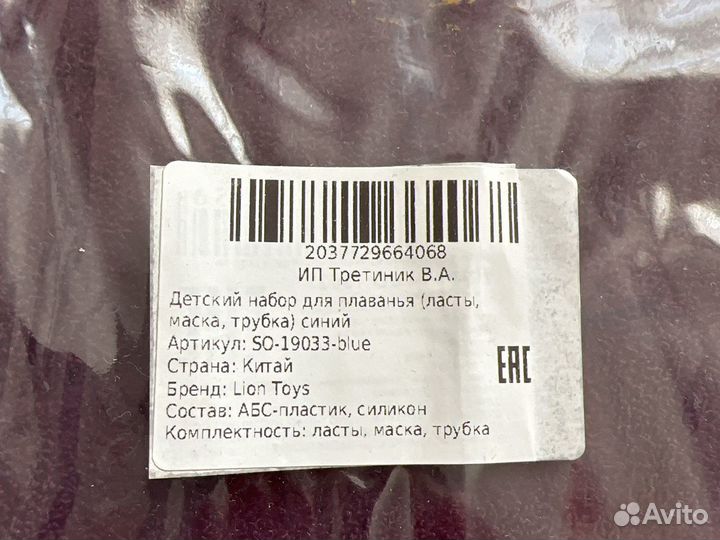 2037729664068
ИП Третиник В.А.
Детский набор для плаванья (ласты,
маска, трубка) синий
Артикул: SO-19033-blue
Страна: Китай
Бренд: Lion Toys
Состав: АБС-пластик, силикон
Комплектность: ласты, маска, трубка
EAC
Avito